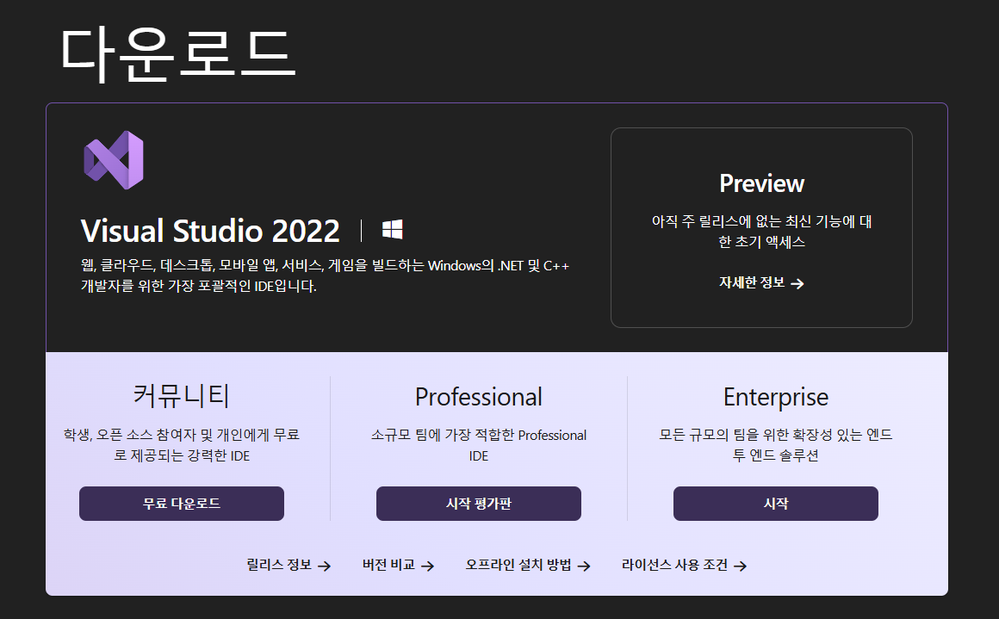 다운로드
Visual Studio 2022
웹, 클라우드, 데스크톱, 모바일 앱, 서비스, 게임을 빌드하는 Windows의 .NET 및 C++
개발자를 위한 가장 포괄적인 IDE입니다.
Preview
아직 주 릴리스에 없는 최신 기능에 대
한 초기 액세스
자세한 정보 →
커뮤니티
학생, 오픈 소스 참여자 및 개인에게 무료
로 제공되는 강력한 IDE
무료 다운로드
Professional
소규모 팀에 가장 적합한 Professional
IDE
시작 평가판
Enterprise
모든 규모의 팀을 위한 확장성 있는 엔드
투 엔드 솔루션
시작
릴리스 정보 →
버전 비교 →
오프라인 설치 방법 →
라이선스 사용 조건 →